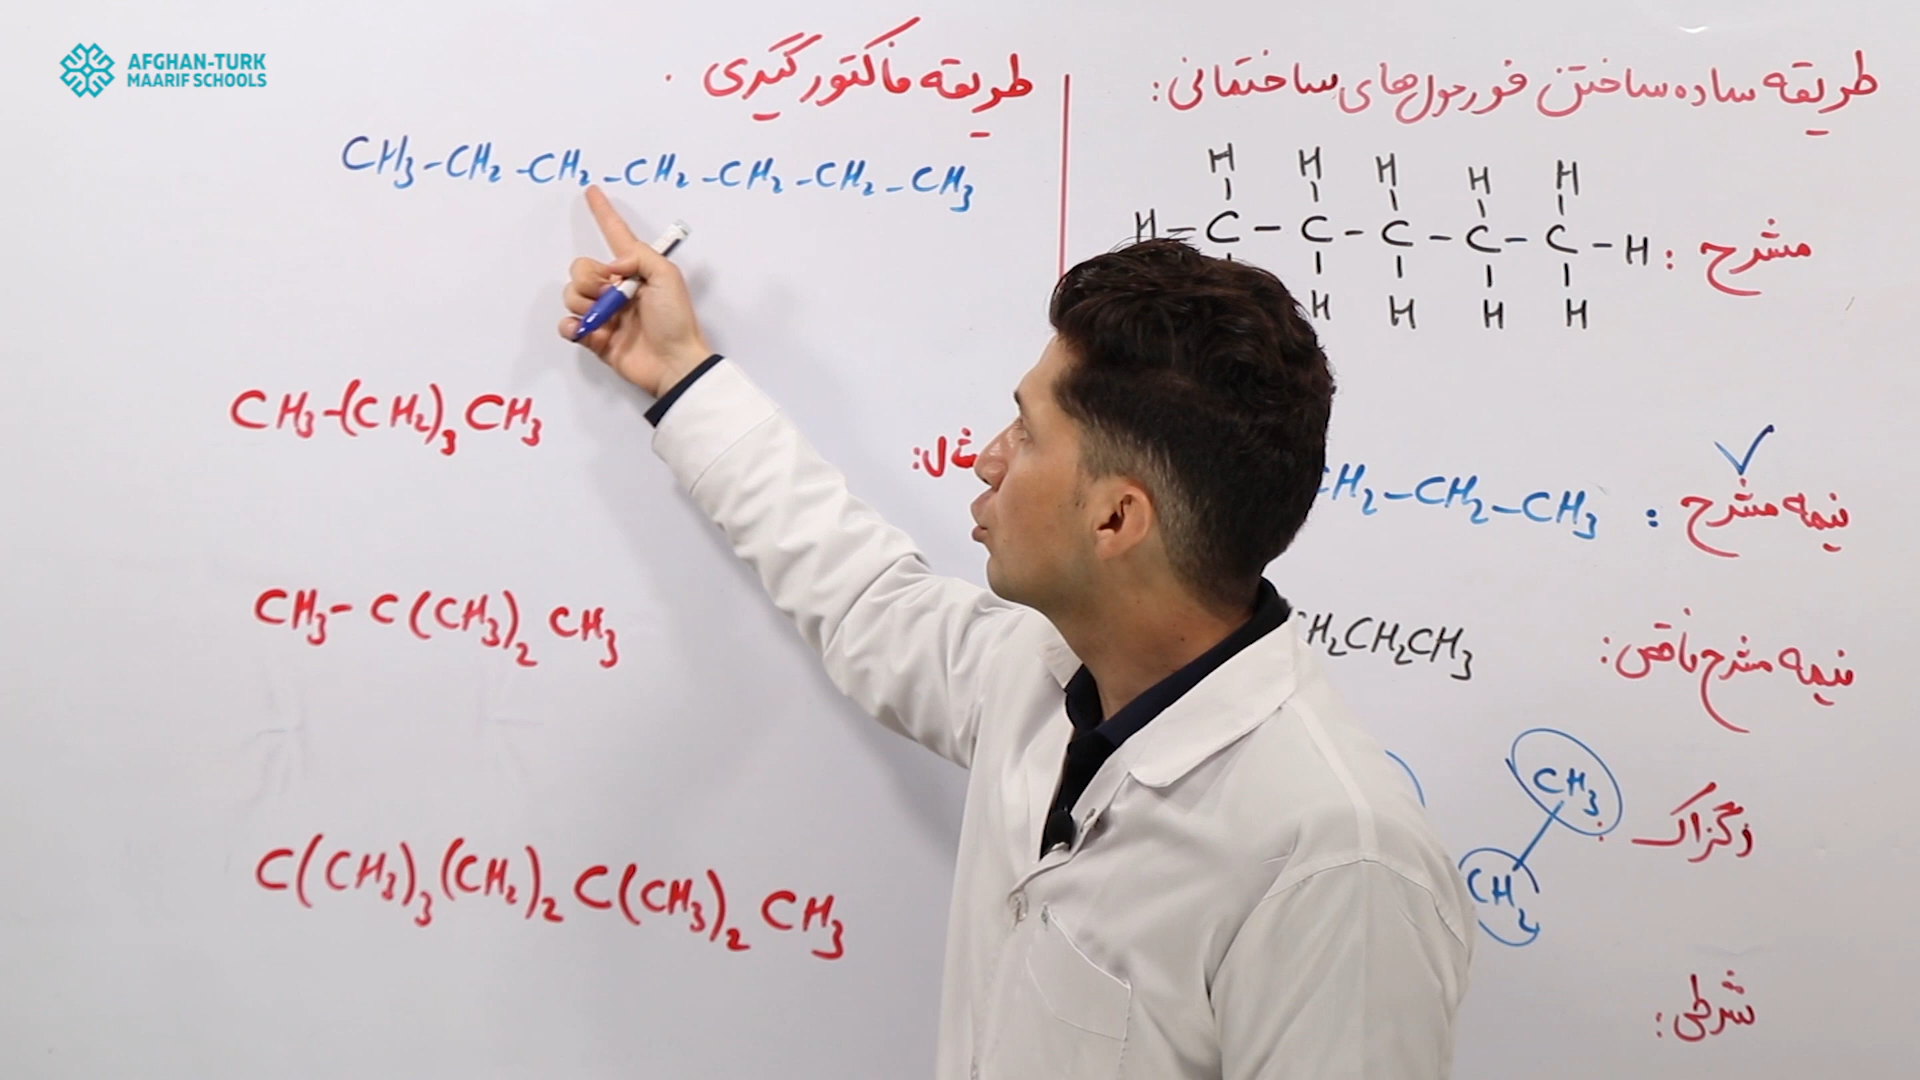 AFGHAN-TURK
MAARIF SCHOOLS
طریقه ساده ساختن فورمول های ساختمانی:
H H H H H
H-C-C-C-C-C-H
H H H H
مشرح:
CH₂-CH₂-CH₃
نیمه مشرح:
CH₂CH₂CH₃
نیمه مشرح ناقص:
CH₃
CH₂
زگزاک:
شرطی:
طریقه فاکتور گیری.
CH₃-CH₂-CH₂-CH₂-CH₂-CH₂-CH₃
CH₃-(CH₂)₃CH₃
CH₃-C(CH₃)₂CH₃
C(CH₃)₃(CH₂)₂C(CH₃)₂CH₃